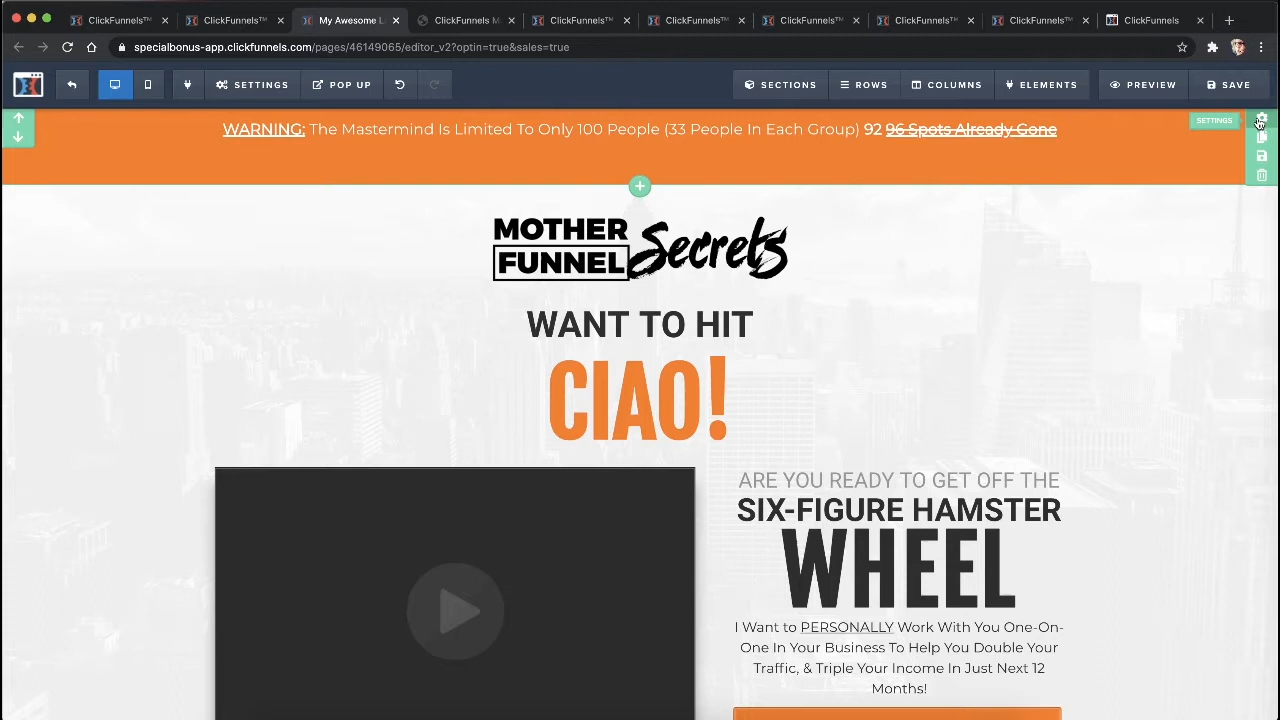 ClickFunnels™
ClickFunnels™
My Awesome L
ClickFunnels M
ClickFunnels™
ClickFunnels™
ClickFunnels™
ClickFunnels™
ClickFunnels™
ClickFunnels
specialbonus-app.clickfunnels.com/pages/46149065/editor_v2?optin=true&sales=true
SETTINGS
POP UP
SECTIONS
ROWS
COLUMNS
ELEMENTS
PREVIEW
SAVE
WARNING: The Mastermind Is Limited To Only 100 People (33 People In Each Group) 92 96 Spots Already Gone
SETTINGS
MOTHER
FUNNEL
Secrets
WANT TO HIT
CIAO!
ARE YOU READY TO GET OFF THE
SIX-FIGURE HAMSTER
WHEEL
I Want to PERSONALLY Work With You One-On-
One In Your Business To Help You Double Your
Traffic, & Triple Your Income In Just Next 12
Months!